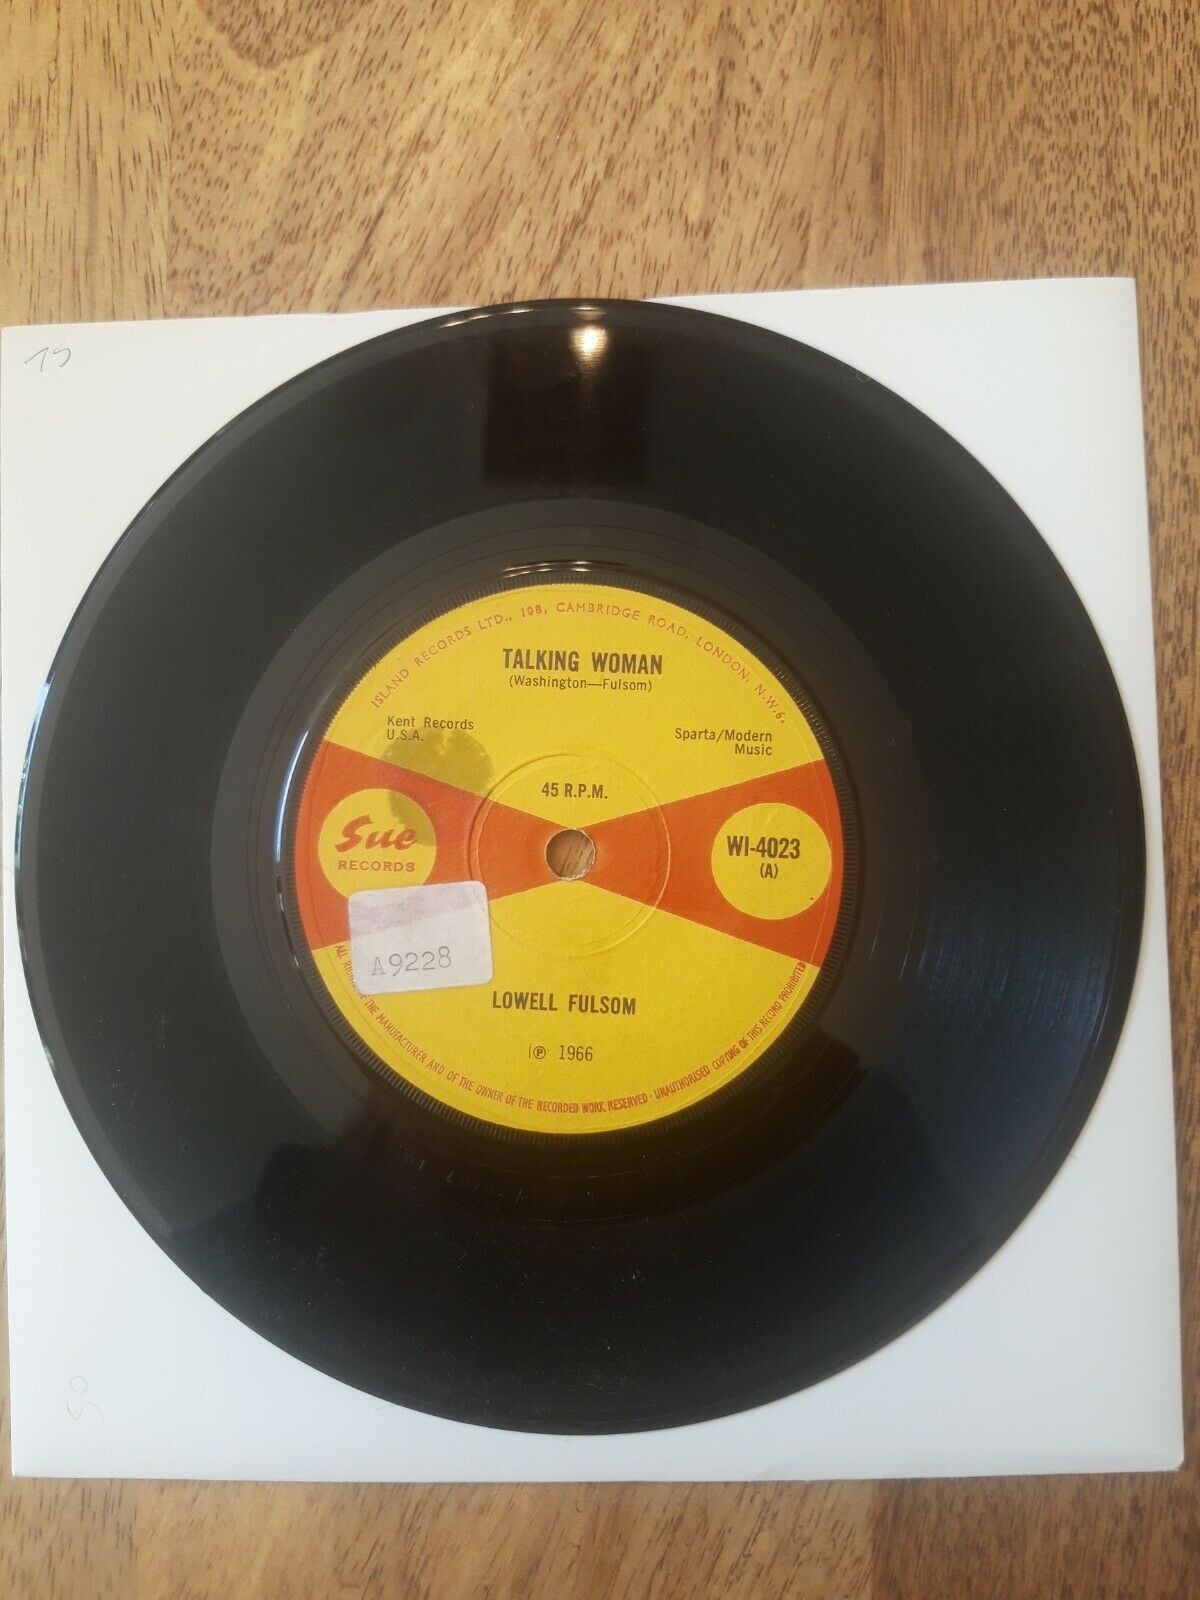 15
ISLAND RECORDS LTD., 108, CAMBRIDGE ROAD, LONDON, N.W.6.
TALKING WOMAN
(Washington—Fulsom)
Kent Records
U.S.A.
Sparta/Modern
Music
45 R.P.M.
Sue
RECORDS
WI-4023
(A)
A9228
LOWELL FULSOM
℗ 1966
ALL THE MANUFACTURER AND OF THE OWNER OF THE RECORDED WORK RESERVED · UNAUTHORISED COPYING OF THIS RECORD PROHIBITED
50